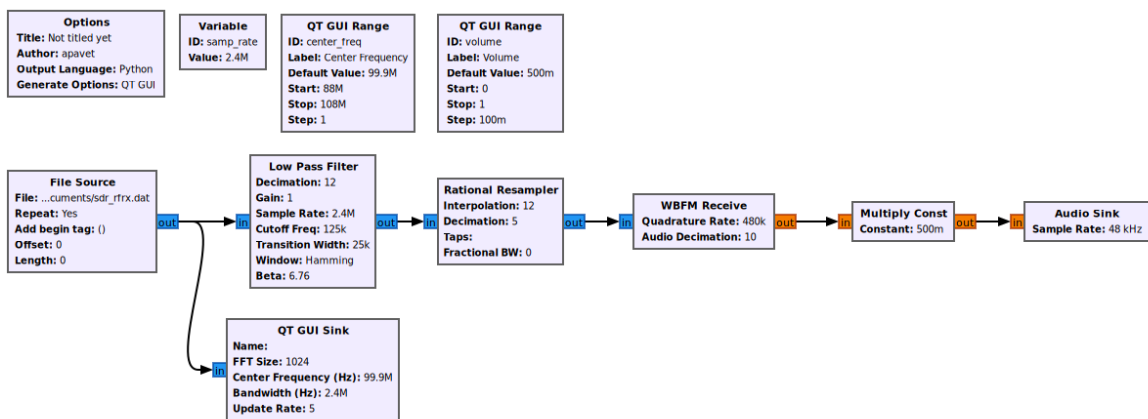 Options
Title: Not titled yet
Author: apavet
Output Language: Python
Generate Options: QT GUI
Variable
ID: samp_rate
Value: 2.4M
QT GUI Range
ID: center_freq
Label: Center Frequency
Default Value: 99.9M
Start: 88M
Stop: 108M
Step: 1
QT GUI Range
ID: volume
Label: Volume
Default Value: 500m
Start: 0
Stop: 1
Step: 100m
File Source
File: ...cuments/sdr_rfrx.dat
Repeat: Yes
Add begin tag: ()
Offset: 0
Length: 0
out
in
Low Pass Filter
Decimation: 12
Gain: 1
Sample Rate: 2.4M
Cutoff Freq: 125k
Transition Width: 25k
Window: Hamming
Beta: 6.76
out
in
Rational Resampler
Interpolation: 12
Decimation: 5
Taps:
Fractional BW: 0
out
in
WBFM Receive
Quadrature Rate: 480k
Audio Decimation: 10
out
in
Multiply Const
Constant: 500m
out
in
Audio Sink
Sample Rate: 48 kHz
in
QT GUI Sink
Name:
FFT Size: 1024
Center Frequency (Hz): 99.9M
Bandwidth (Hz): 2.4M
Update Rate: 5